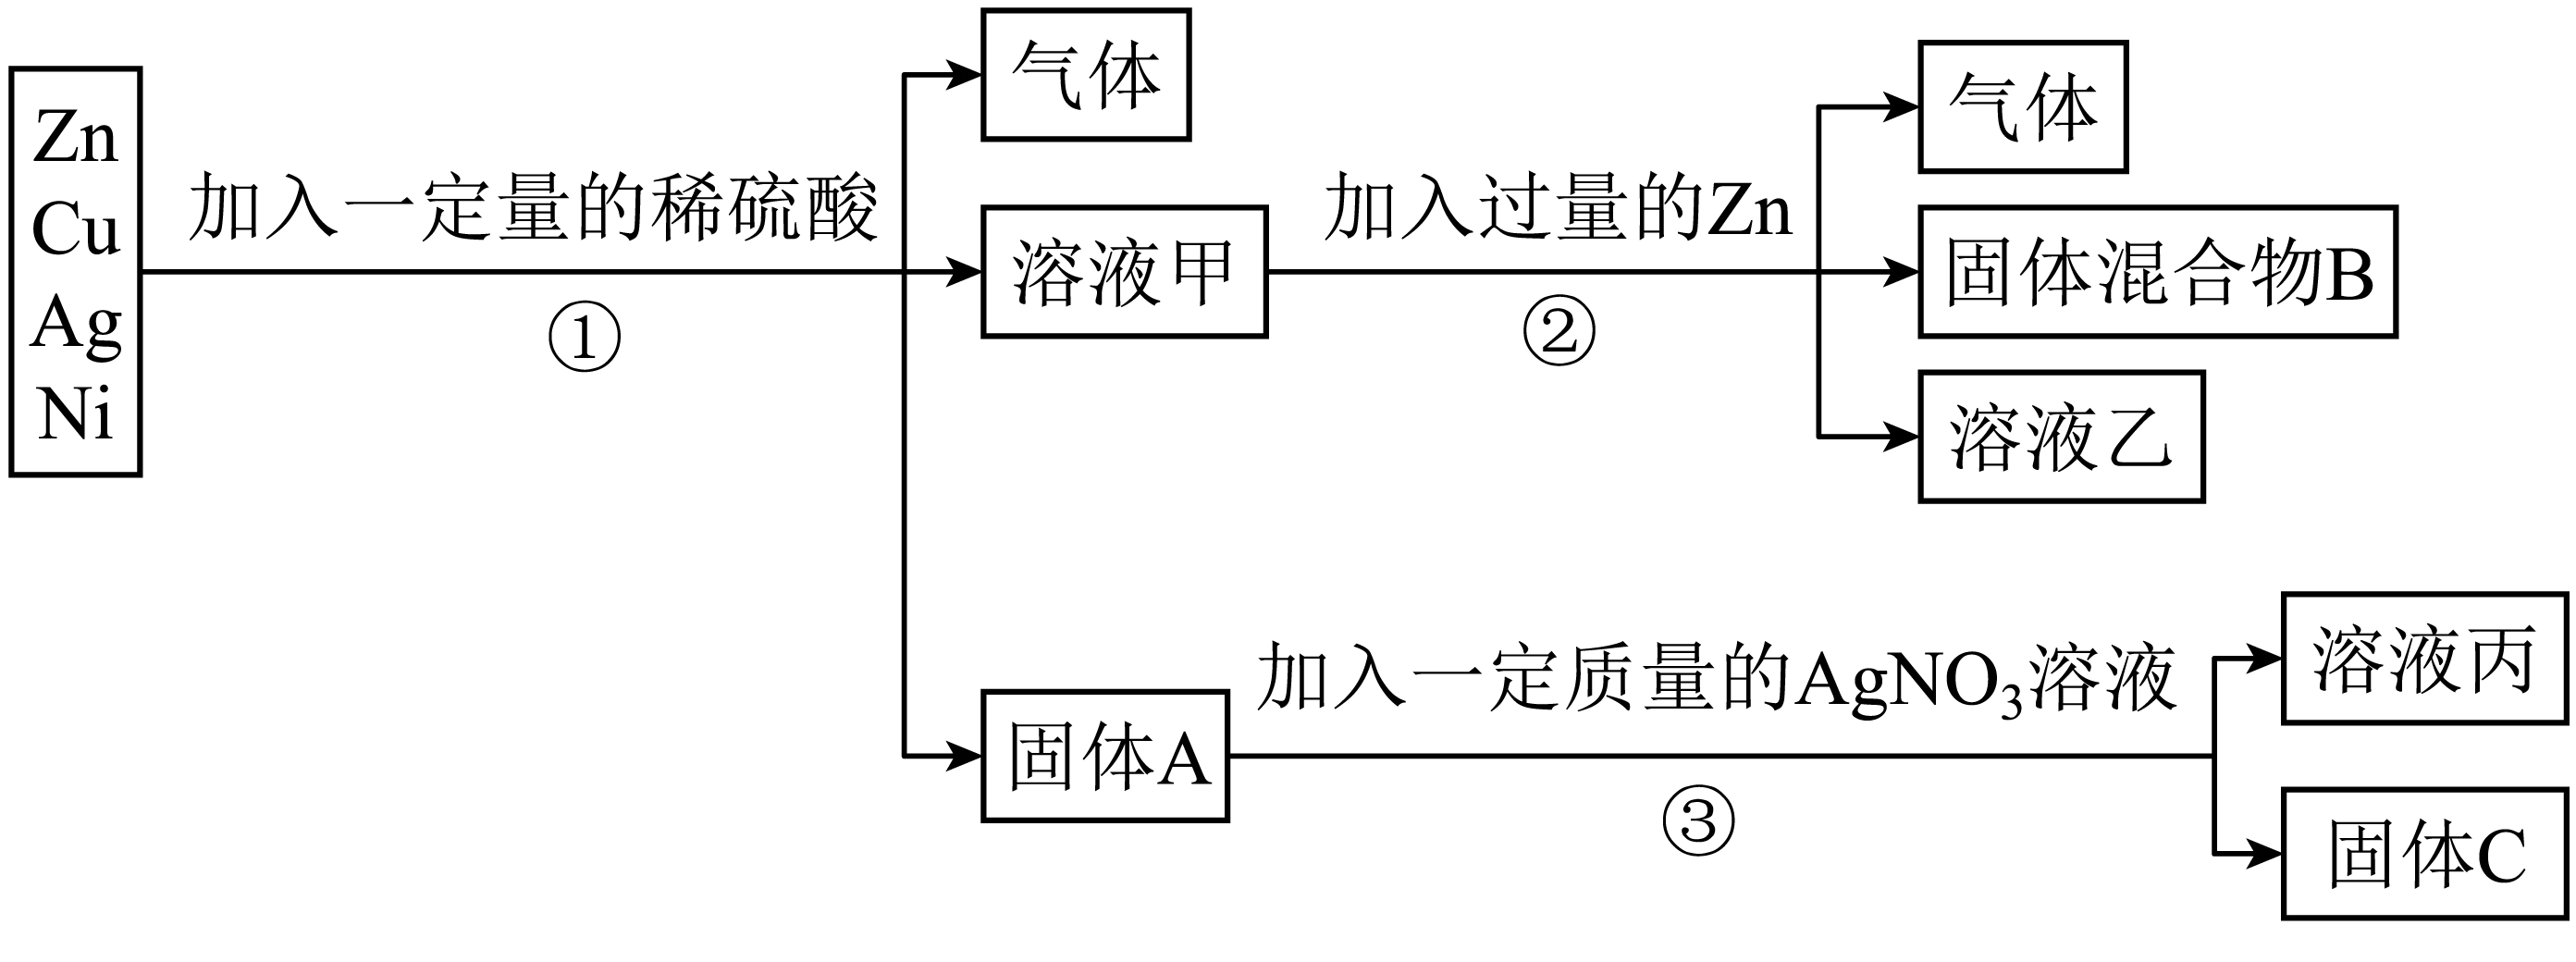 Zn
Cu
Ag
Ni
加入一定量的稀硫酸
①
气体
溶液甲
固体A
加入过量的Zn
②
气体
固体混合物B
溶液乙
加入一定质量的AgNO₃溶液
③
溶液丙
固体C